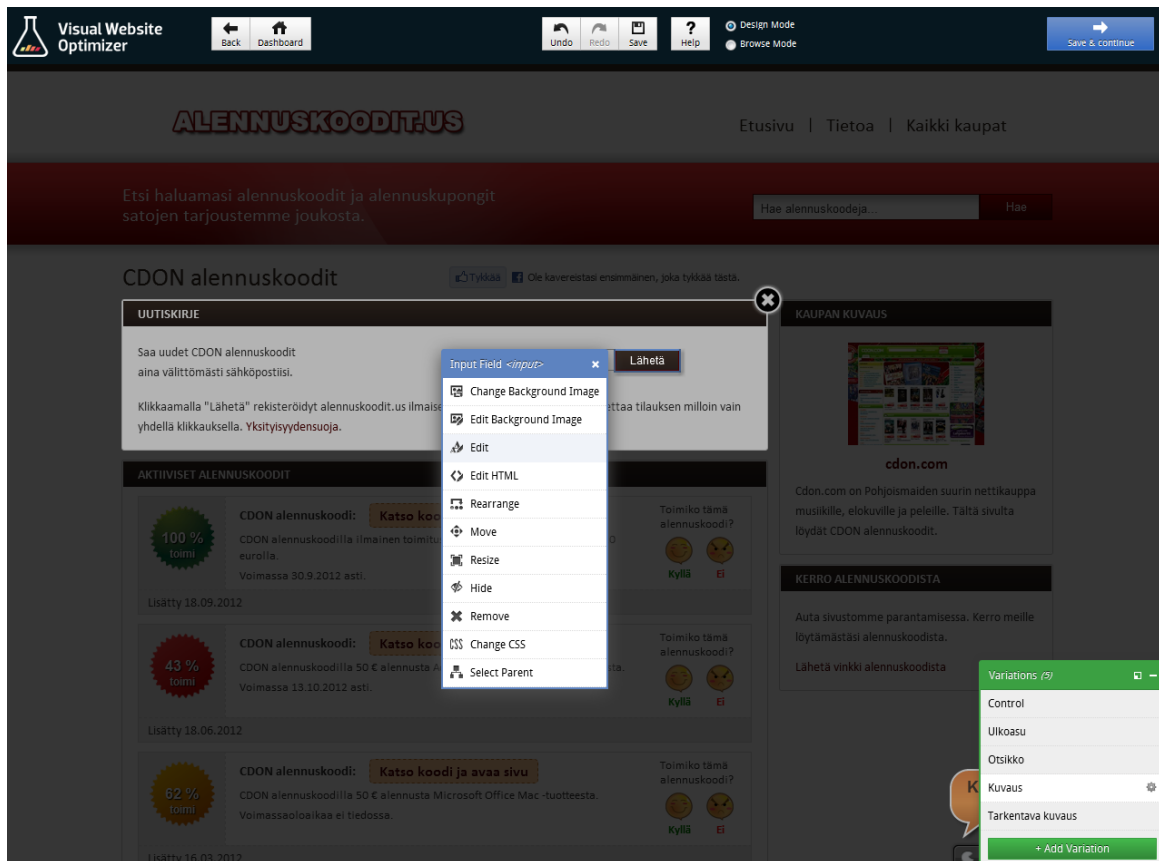 Visual Website
Optimizer
Back
Dashboard
Undo
Redo
Save
Help
Design Mode
Browse Mode
Save & continue
ALENNUSKOODIT.US
Etusivu | Tietoa | Kaikki kaupat
Etsi haluamasi alennuskoodit ja alennuskupongit
satojen tarjoustemme joukosta.
Hae alennuskoodeja...
Hae
CDON alennuskoodit
Tykkää
Ole kavereistasi ensimmäinen, joka tykkää tästä.
UUTISKIRJE
Saa uudet CDON alennuskoodit
aina välittömästi sähköpostiisi.
Lähetä
Klikkaamalla "Lähetä" rekisteröidyt alennuskoodit.us
yhdellä klikkauksella. Yksityisyydensuoja.
tilauksen milloin vain
Input Field <input>
Change Background Image
Edit Background Image
Edit
Edit HTML
Rearrange
Move
Resize
Hide
Remove
CSS Change CSS
Select Parent
AKTIIVISET ALENNUSKOODIT
100 %
toimi
CDON alennuskoodi: Katso
CDON alennuskoodilla ilmainen
eurolla.
Voimassa 30.9.2012 asti.
Toimiko tämä
alennuskoodi?
Kyllä Ei
Lisätty 18.09.2012
43 %
toimi
CDON alennuskoodi: Katso
CDON alennuskoodilla 50 € alennusta
Voimassa 13.10.2012 asti.
Toimiko tämä
alennuskoodi?
Kyllä Ei
Lisätty 18.06.2012
62 %
toimi
CDON alennuskoodi: Katso koodi ja avaa sivu
CDON alennuskoodilla 50 € alennusta Microsoft Office Mac -tuotteesta.
Voimassaoloaikaa ei tiedossa.
Toimiko tämä
alennuskoodi?
Kyllä Ei
Lisätty 16.03.2012
KAUPAN KUVAUS
cdon.com
Cdon.com on Pohjoismaiden suurin nettikauppa
musiikille, elokuville ja peleille. Tältä sivulta
löydät CDON alennuskoodit.
KERRO ALENNUSKOODISTA
Auta sivustomme parantamisessa. Kerro meille
löytämästäsi alennuskoodista.
Lähetä vinkki alennuskoodista
Variations (5)
Control
Ulkoasu
Otsikko
Kuvaus
Tarkentava kuvaus
+ Add Variation